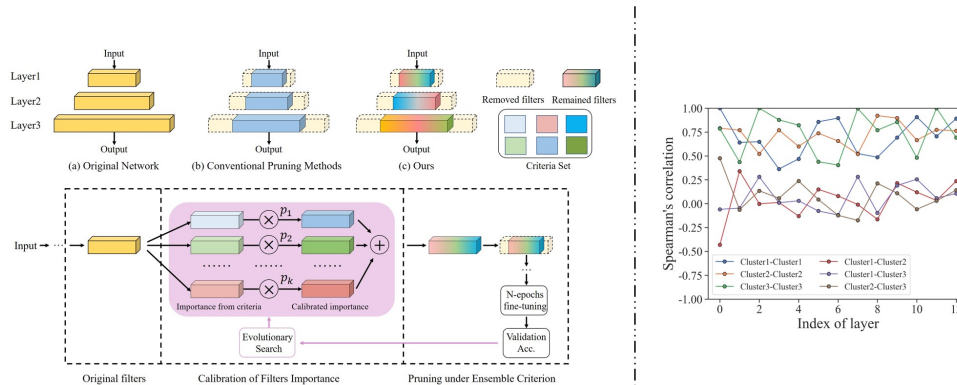 Input
Input
Input
Layer1
Layer2
Layer3
Output
Output
Output
(a) Original Network
(b) Conventional Pruning Methods
(c) Ours
Removed filters
Remained filters
Criteria Set
Input
...
p1
p2
......
......
pk
Importance from criteria
Calibrated importance
Evolutionary
Search
...
N-epochs
fine-tuning
Validation
Acc.
Original filters
Calibration of Filters Importance
Pruning under Ensemble Criterion
Spearman's correlation
1.00
0.75
0.50
0.25
0.00
-0.25
-0.50
-0.75
-1.00
Cluster1-Cluster1
Cluster2-Cluster2
Cluster3-Cluster3
Cluster1-Cluster2
Cluster1-Cluster3
Cluster2-Cluster3
0 2 4 6 8 10
Index of layer